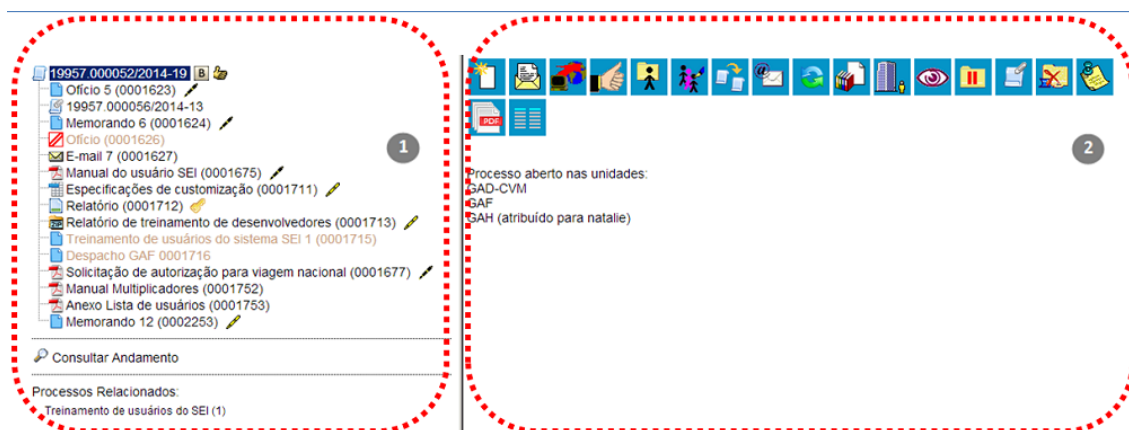 19957.000052/2014-19 B
Ofício 5 (0001623)
19957.000056/2014-13
Memorando 6 (0001624)
Ofício (0001626)
E-mail 7 (0001627)
Manual do usuário SEI (0001675)
Especificações de customização (0001711)
Relatório (0001712)
Relatório de treinamento de desenvolvedores (0001713)
Treinamento de usuários do sistema SEI 1 (0001715)
Despacho GAF 0001716
Solicitação de autorização para viagem nacional (0001677)
Manual Multiplicadores (0001752)
Anexo Lista de usuários (0001753)
Memorando 12 (0002253)
Consultar Andamento
Processos Relacionados:
Treinamento de usuários do SEI (1)
1
PDF
2
Processo aberto nas unidades:
GAD-CVM
GAF
GAH (atribuído para natalie)